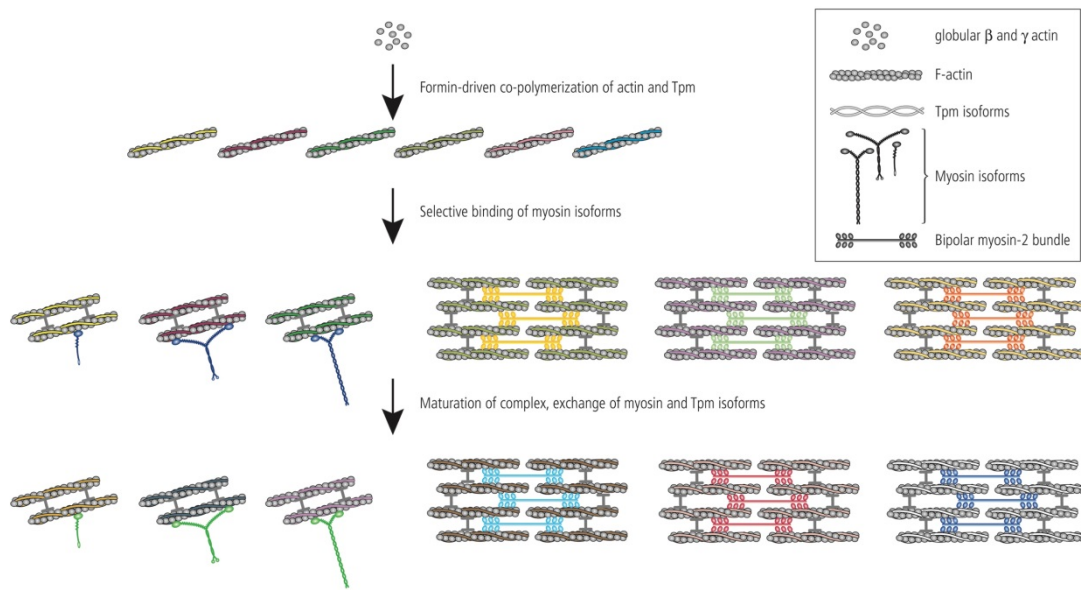 Formin-driven co-polymerization of actin and Tpm
Selective binding of myosin isoforms
Maturation of complex, exchange of myosin and Tpm isoforms
globular β and γ actin
F-actin
Tpm isoforms
Myosin isoforms
Bipolar myosin-2 bundle